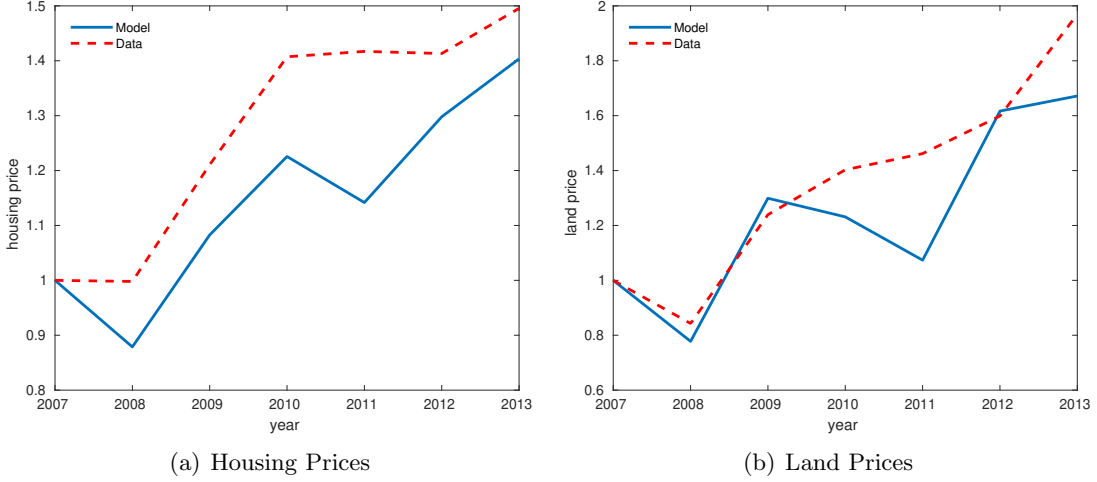 1.5
1.4
1.3
1.2
1.1
1
0.9
0.8
housing price
Model
Data
2007 2008 2009 2010 2011 2012 2013
year
(a) Housing Prices
2
1.8
1.6
1.4
1.2
1
0.8
0.6
land price
Model
Data
2007 2008 2009 2010 2011 2012 2013
year
(b) Land Prices